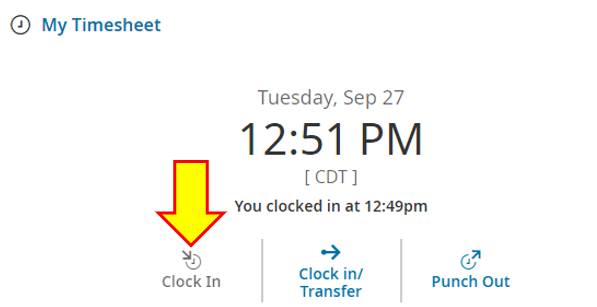 My Timesheet
Tuesday, Sep 27
12:51 PM
[ CDT ]
You clocked in at 12:49pm
Clock In
Clock in/
Transfer
Punch Out